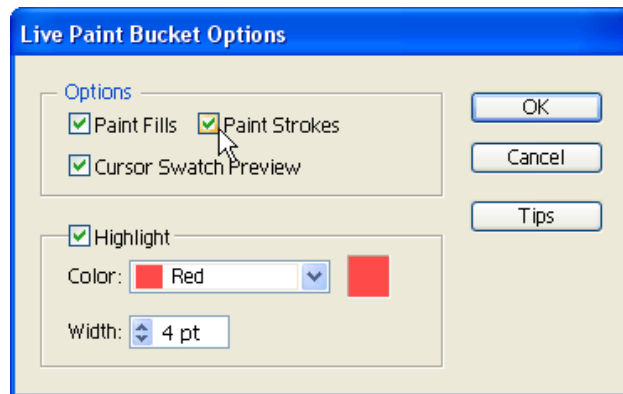 Live Paint Bucket Options
Options
Paint Fills Paint Strokes
Cursor Swatch Preview
OK
Cancel
Tips
Highlight
Color: Red
Width: 4 pt